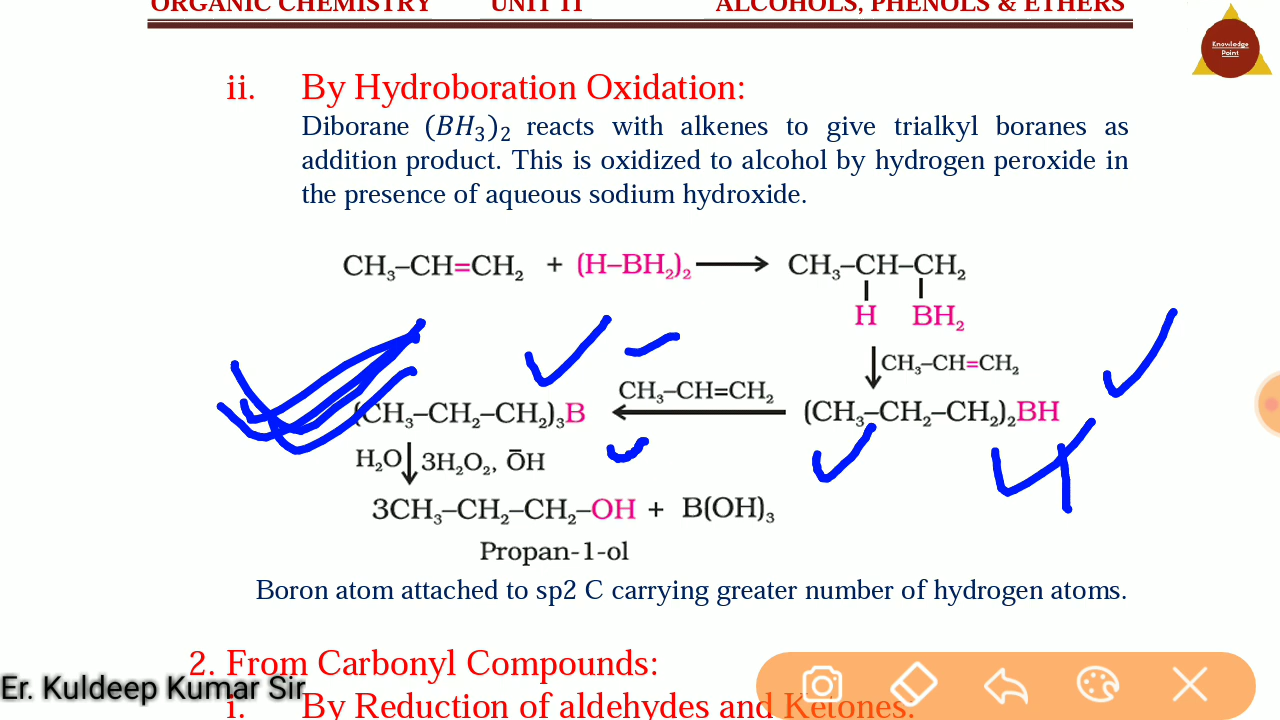 ORGANIC CHEMISTRY UNIT 11 ALCOHOLS, PHENOLS & ETHERS
Knowledge
Point
ii. By Hydroboration Oxidation:
Diborane (BH₃)₂ reacts with alkenes to give trialkyl boranes as
addition product. This is oxidized to alcohol by hydrogen peroxide in
the presence of aqueous sodium hydroxide.
CH₃–CH=CH₂ + (H–BH₂)₂ ⟶ CH₃–CH–CH₂
H BH₂
CH₃–CH=CH₂
(CH₃–CH₂–CH₂)₃B ⟵ CH₃–CH=CH₂ (CH₃–CH₂–CH₂)₂BH
H₂O ↓ 3H₂O₂, ŌH
3CH₃–CH₂–CH₂–OH + B(OH)₃
Propan-1-ol
Boron atom attached to sp2 C carrying greater number of hydrogen atoms.
2. From Carbonyl Compounds:
Er. Kuldeep Kumar Sir
i. By Reduction of aldehydes and Ketones.